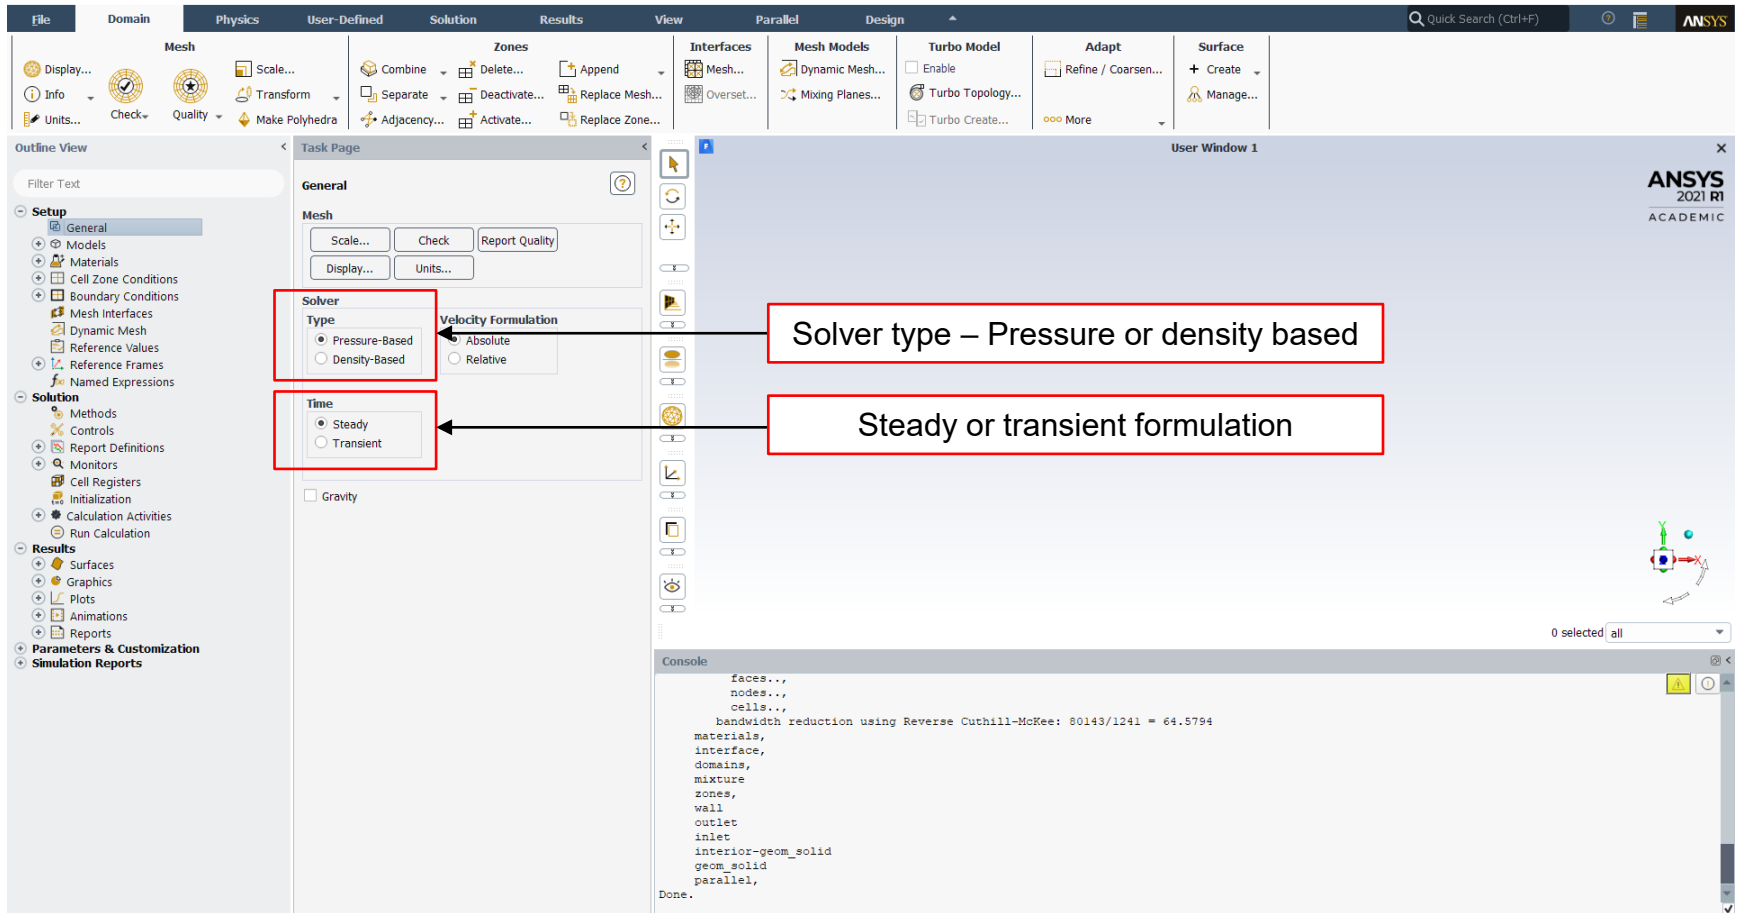 File Domain Physics User-Defined Solution Results View Parallel Design Quick Search (Ctrl+F) ANSYS
Mesh Zones Interfaces Mesh Models Turbo Model Adapt Surface
Display... Scale... Combine Delete... Append Mesh... Dynamic Mesh... Enable Refine / Coarsen... + Create
Info Transform Separate Deactivate... Replace Mesh... Overset... Mixing Planes... Turbo Topology... Manage...
Units... Check Quality Make Polyhedra Adjacency... Activate... Replace Zone... Turbo Create... More
Outline View
Filter Text
Setup
General
Models
Materials
Cell Zone Conditions
Boundary Conditions
Mesh Interfaces
Dynamic Mesh
Reference Values
Reference Frames
Named Expressions
Solution
Methods
Controls
Report Definitions
Monitors
Cell Registers
Initialization
Calculation Activities
Run Calculation
Results
Surfaces
Graphics
Plots
Animations
Reports
Parameters & Customization
Simulation Reports
Task Page
General
Mesh
Scale... Check Report Quality
Display... Units...
Solver
Type Velocity Formulation
Pressure-Based Absolute
Density-Based Relative
Time
Steady
Transient
Gravity
User Window 1
ANSYS
2021 R1
ACADEMIC
Solver type – Pressure or density based
Steady or transient formulation
Y
X
0 selected all
Console
faces..,
nodes..,
cells..,
bandwidth reduction using Reverse Cuthill-McKee: 80143/1241 = 64.5794
materials,
interface,
domains,
mixture
zones,
wall
outlet
inlet
interior-geom_solid
geom_solid
parallel,
Done.